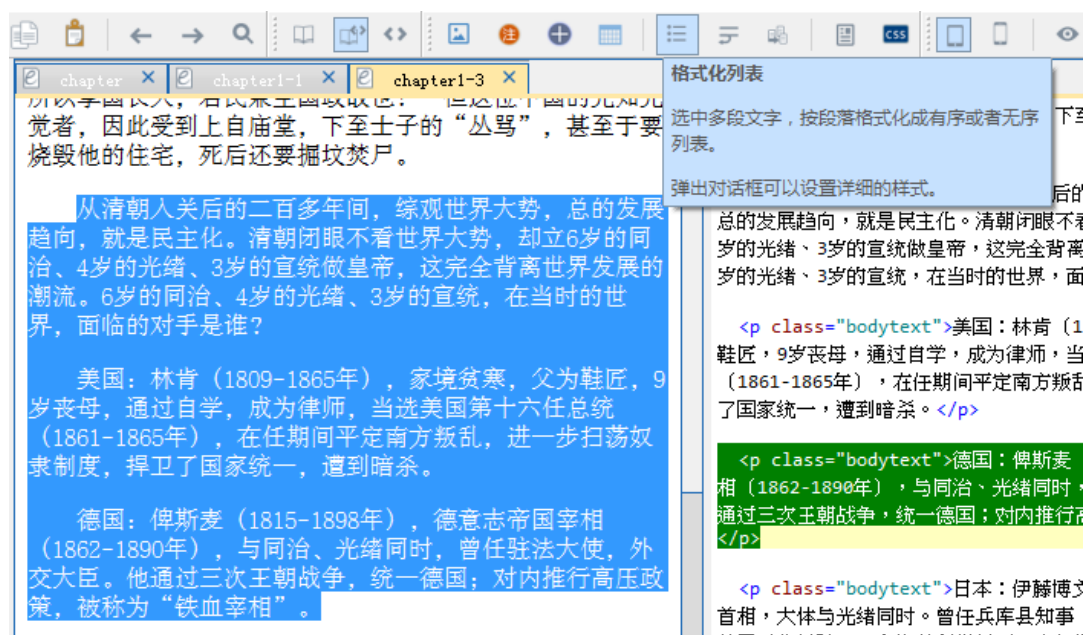 注
CSS
chapter
chapter1-1
chapter1-3
格式化列表
选中多段文字，按段落格式化成有序或者无序
列表。
弹出对话框可以设置详细的样式。
觉者，因此受到上自庙堂，下至士子的“丛骂”，甚至于要
烧毁他的住宅，死后还要掘坟焚尸。
从清朝入关后的二百多年间，综观世界大势，总的发展
趋向，就是民主化。清朝闭眼不看世界大势，却立6岁的同
治、4岁的光绪、3岁的宣统做皇帝，这完全背离世界发展的
潮流。6岁的同治、4岁的光绪、3岁的宣统，在当时的世
界，面临的对手是谁？
美国：林肯（1809-1865年），家境贫寒，父为鞋匠，9
岁丧母，通过自学，成为律师，当选美国第十六任总统
（1861-1865年），在任期间平定南方叛乱，进一步扫荡奴
隶制度，捍卫了国家统一，遭到暗杀。
德国：俾斯麦（1815-1898年），德意志帝国宰相
（1862-1890年），与同治、光绪同时，曾任驻法大使，外
交大臣。他通过三次王朝战争，统一德国；对内推行高压政
策，被称为“铁血宰相”。
下至
后的
总的发展趋向，就是民主化。清朝闭眼不看
岁的光绪、3岁的宣统做皇帝，这完全背离
岁的光绪、3岁的宣统，在当时的世界，面
<p class="bodytext">美国：林肯（1
鞋匠，9岁丧母，通过自学，成为律师，当
（1861-1865年），在任期间平定南方叛乱
了国家统一，遭到暗杀。</p>
<p class="bodytext">德国：俾斯麦
相（1862-1890年），与同治、光绪同时，
通过三次王朝战争，统一德国；对内推行高
</p>
<p class="bodytext">日本：伊藤博文
首相，大体与光绪同时。曾任兵库县知事